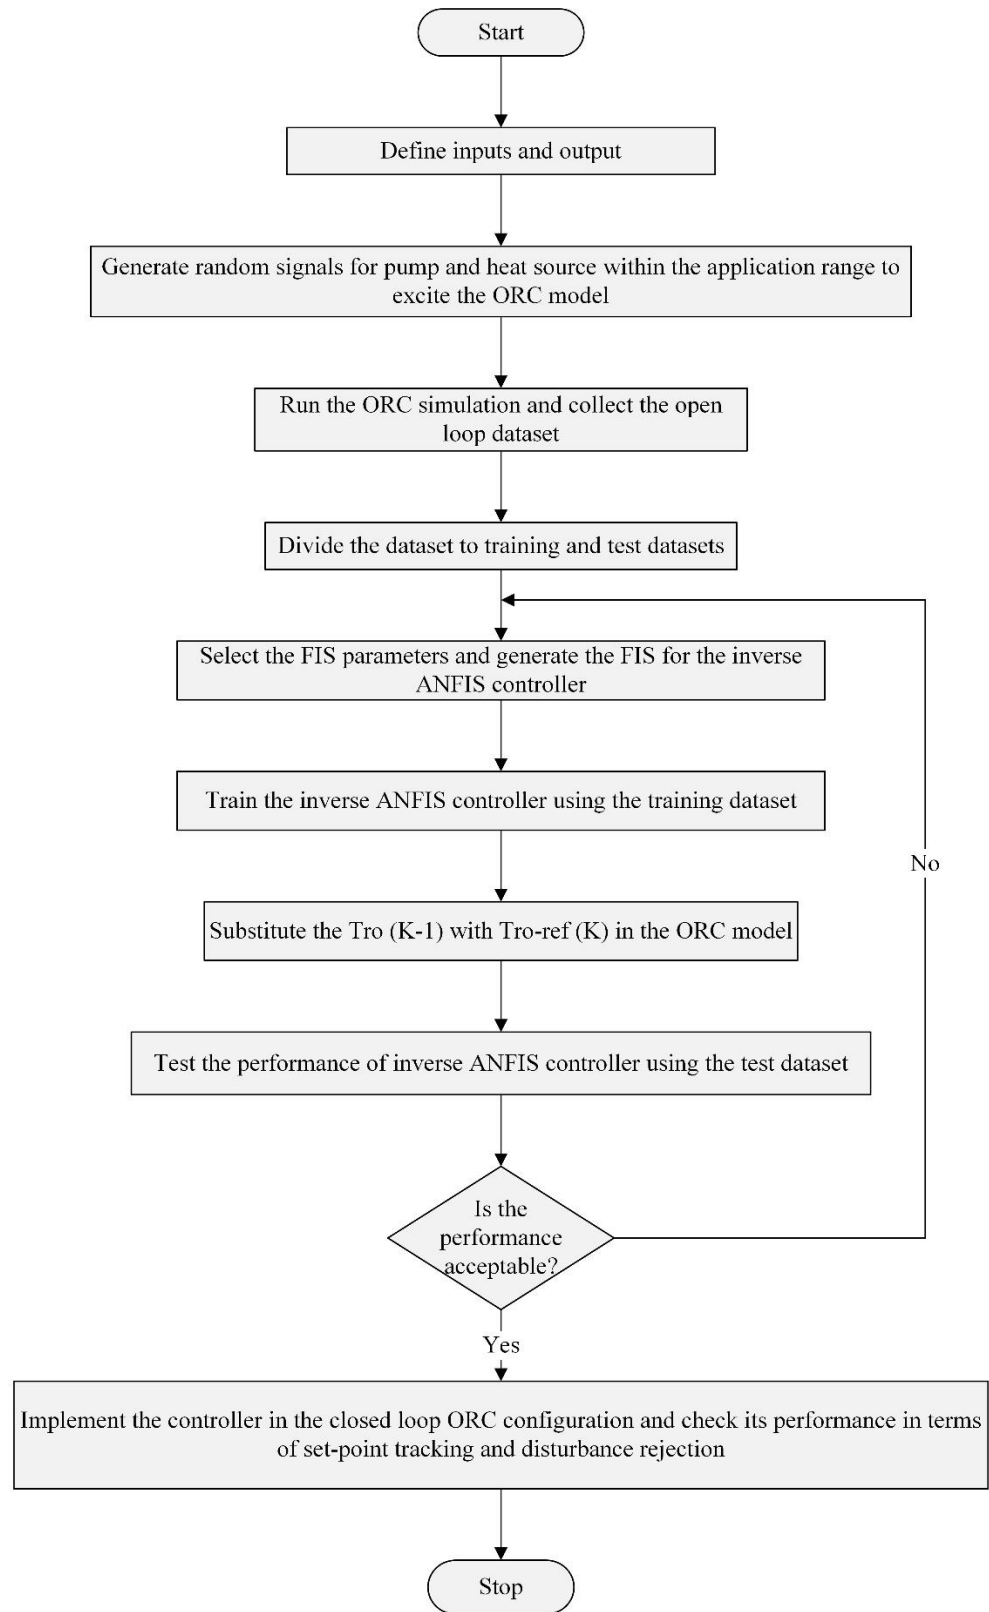 Start
Define inputs and output
Generate random signals for pump and heat source within the application range to
excite the ORC model
Run the ORC simulation and collect the open
loop dataset
Divide the dataset to training and test datasets
Select the FIS parameters and generate the FIS for the inverse
ANFIS controller
Train the inverse ANFIS controller using the training dataset
No
Substitute the Tro (K-1) with Tro-ref (K) in the ORC model
Test the performance of inverse ANFIS controller using the test dataset
Is the
performance
acceptable?
Yes
Implement the controller in the closed loop ORC configuration and check its performance in terms
of set-point tracking and disturbance rejection
Stop